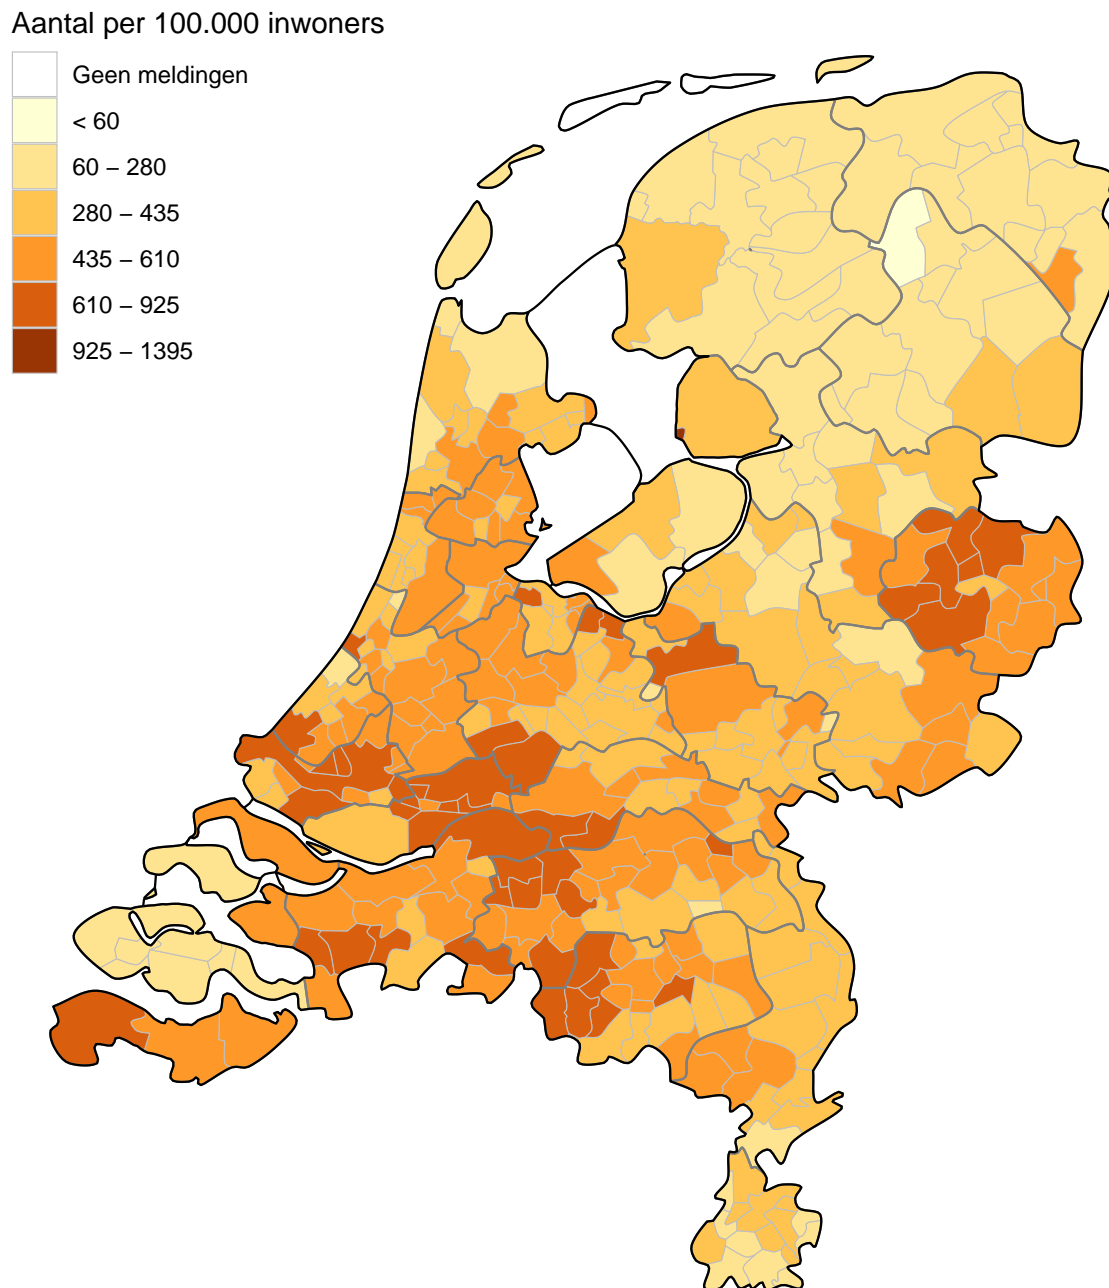 Aantal per 100.000 inwoners
Geen meldingen
< 60
60 – 280
280 – 435
435 – 610
610 – 925
925 – 1395